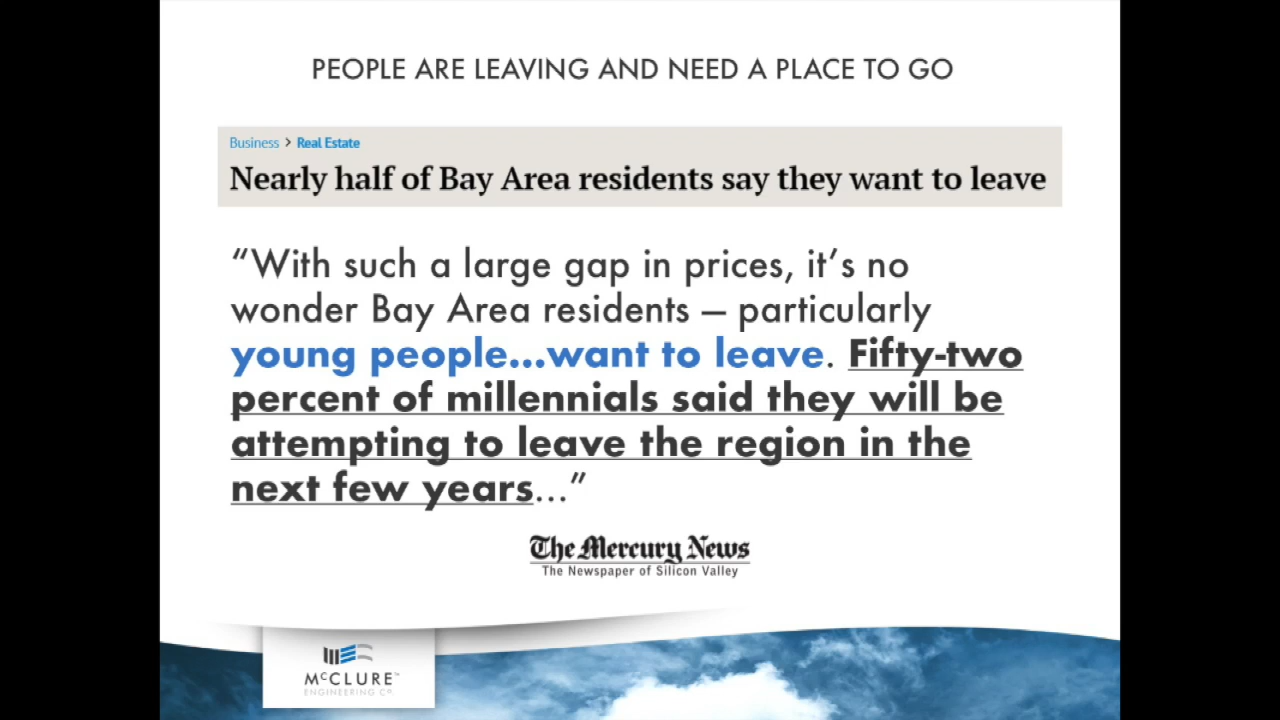 PEOPLE ARE LEAVING AND NEED A PLACE TO GO
Business > Real Estate
Nearly half of Bay Area residents say they want to leave
“With such a large gap in prices, it’s no
wonder Bay Area residents – particularly
young people...want to leave. Fifty-two
percent of millennials said they will be
attempting to leave the region in the
next few years...”
The Mercury News
The Newspaper of Silicon Valley
McCLURE™
ENGINEERING CO.